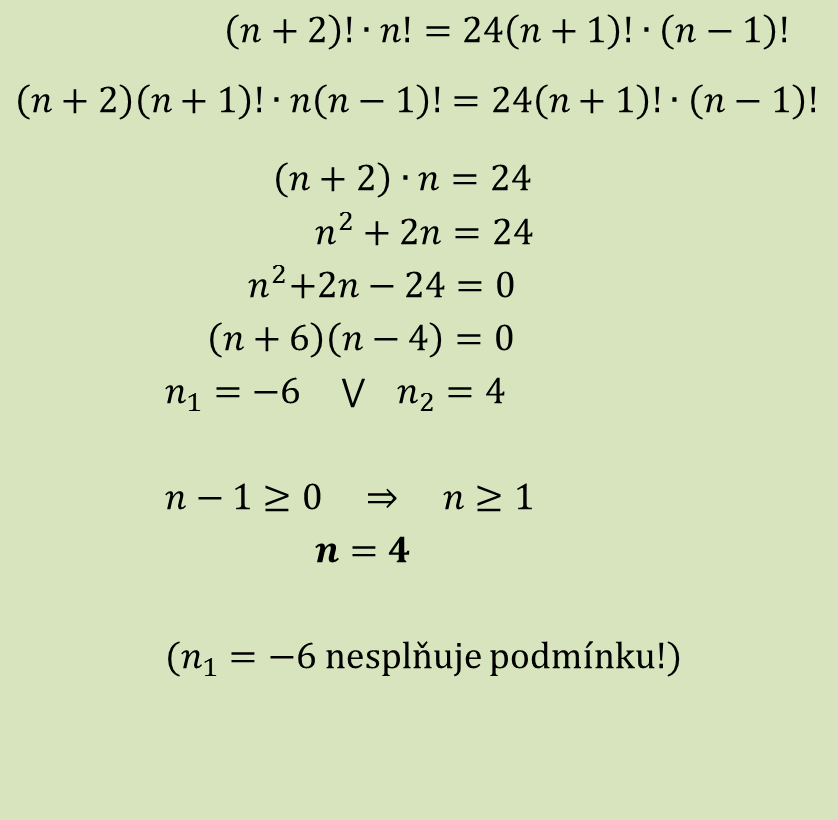 (n + 2)! · n! = 24(n + 1)! · (n − 1)!
(n + 2)(n + 1)! · n(n − 1)! = 24(n + 1)! · (n − 1)!
(n + 2) · n = 24
n² + 2n = 24
n²+2n − 24 = 0
(n + 6)(n − 4) = 0
n₁ = −6 ⋁ n₂ = 4
n − 1 ≥ 0 ⇒ n ≥ 1
n = 4
(n₁ = −6 nesplňuje podmínku!)